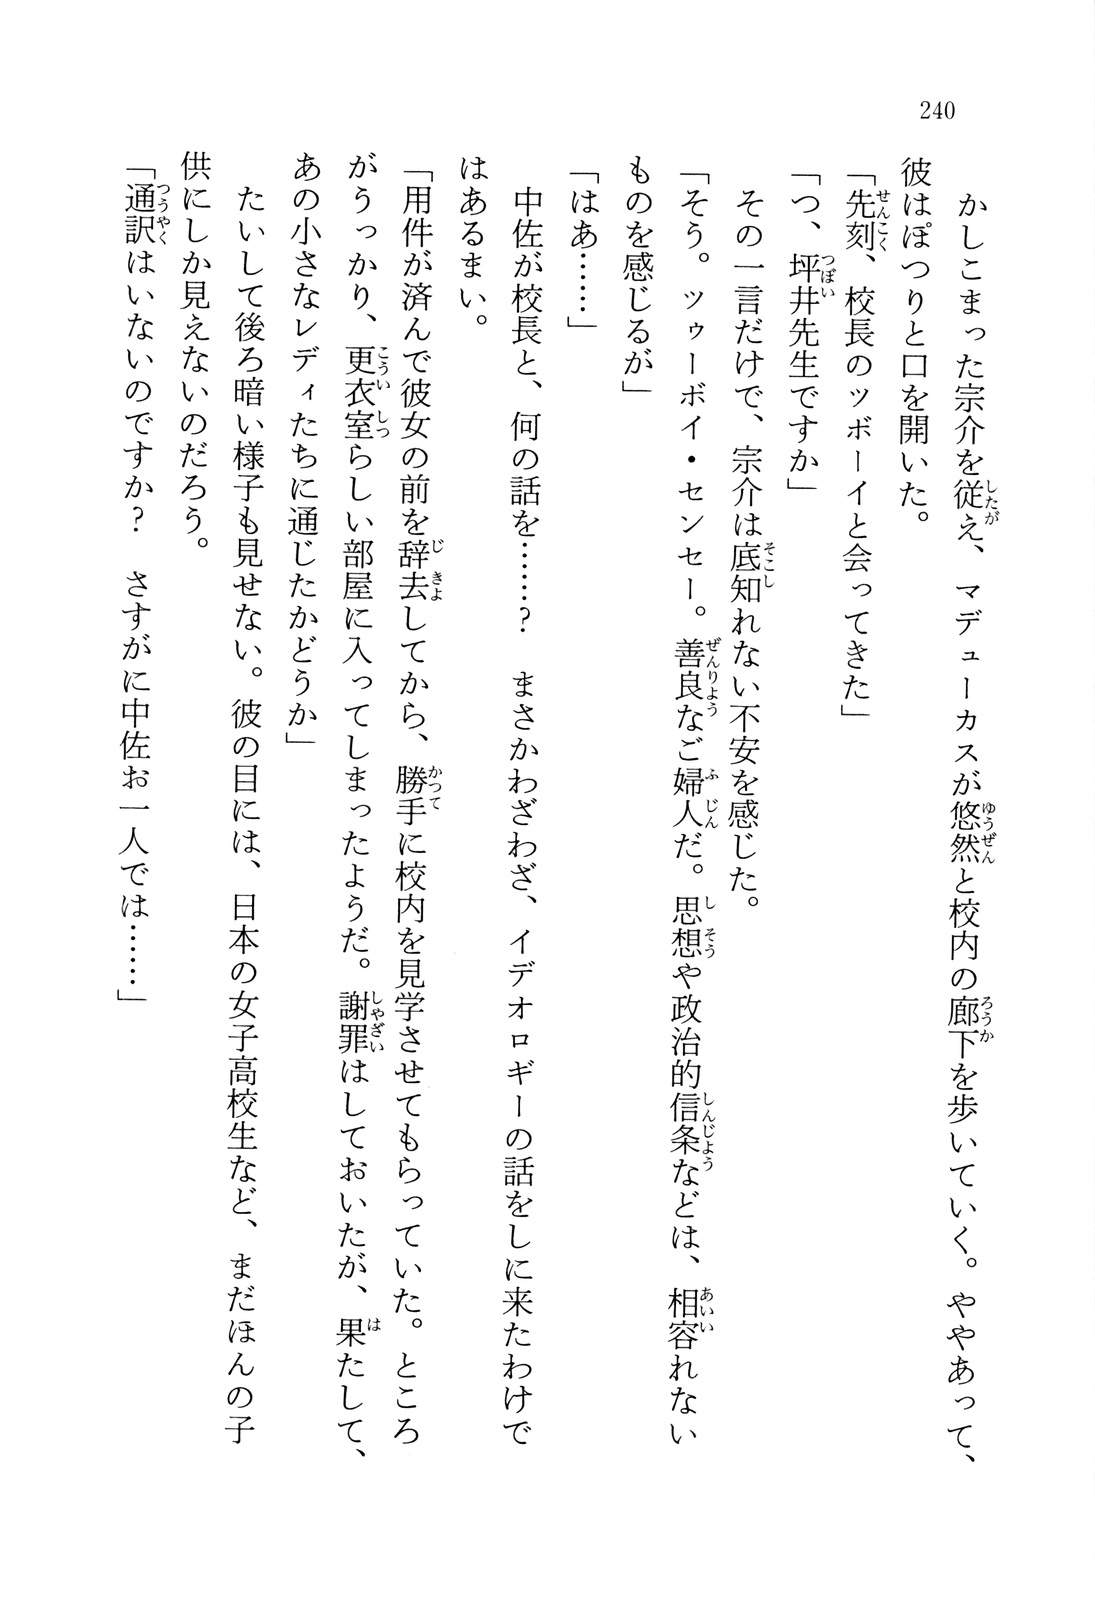 240
　かしこまった宗介を従え、マデューカスが悠然と校内の廊下を歩いていく。ややあって、
彼はぽつりと口を開いた。
「先刻、校長のツボーイと会ってきた」
「つ、坪井先生ですか」
　その一言だけで、宗介は底知れない不安を感じた。
「そう。ツゥーボイ・センセー。善良なご婦人だ。思想や政治的信条などは、相容れない
ものを感じるが」
「はあ……」
　中佐が校長と、何の話を……？　まさかわざわざ、イデオロギーの話をしに来たわけで
はあるまい。
「用件が済んで彼女の前を辞去してから、勝手に校内を見学させてもらっていた。ところ
がうっかり、更衣室らしい部屋に入ってしまったようだ。謝罪はしておいたが、果たして、
あの小さなレディたちに通じたかどうか」
　たいして後ろ暗い様子も見せない。彼の目には、日本の女子高校生など、まだほんの子
供にしか見えないのだろう。
「通訳はいないのですか？　さすがに中佐お一人では……」